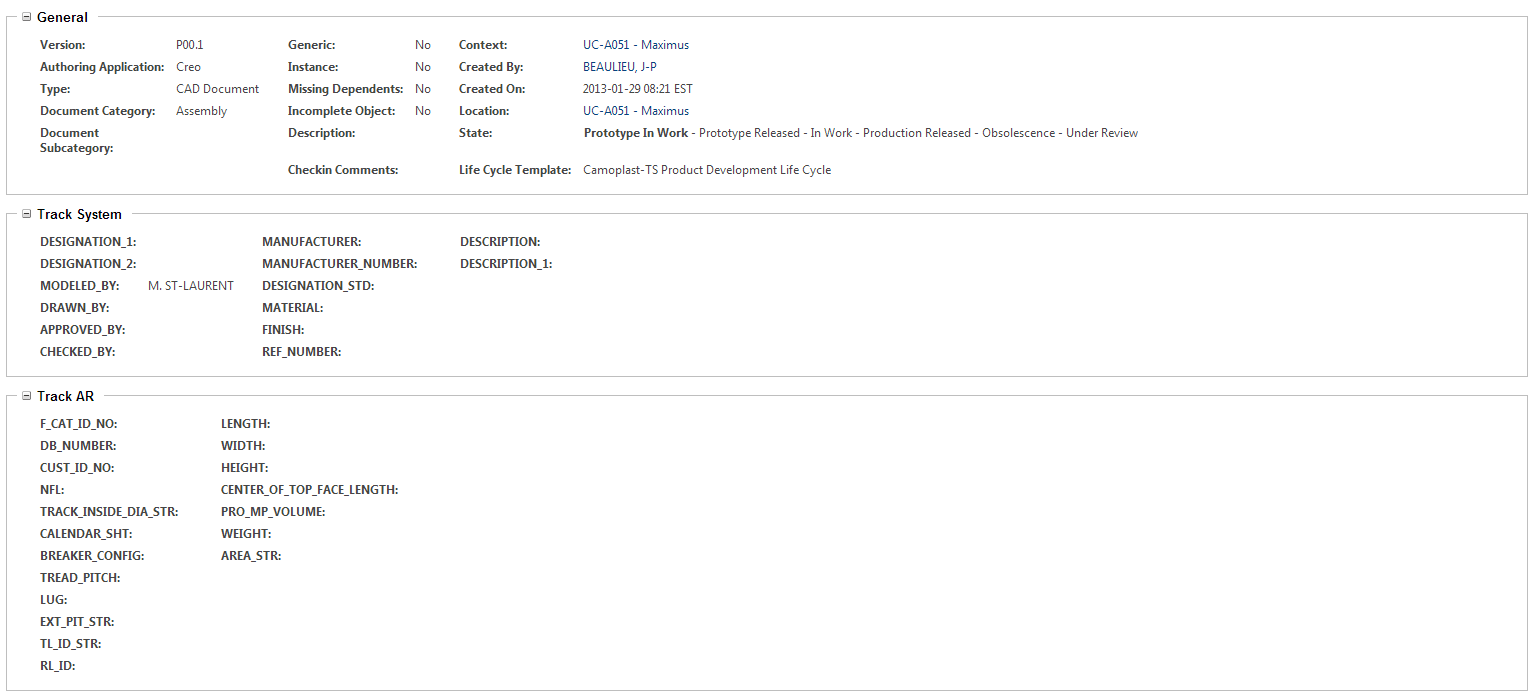 General
Version: P00.1 Generic: No Context: UC-A051 - Maximus
Authoring Application: Creo Instance: No Created By: BEAULIEU, J-P
Type: CAD Document Missing Dependents: No Created On: 2013-01-29 08:21 EST
Document Category: Assembly Incomplete Object: No Location: UC-A051 - Maximus
Document Description: State: Prototype In Work - Prototype Released - In Work - Production Released - Obsolescence - Under Review
Subcategory:
Checkin Comments: Life Cycle Template: Camoplast-TS Product Development Life Cycle
Track System
DESIGNATION_1: MANUFACTURER: DESCRIPTION:
DESIGNATION_2: MANUFACTURER_NUMBER: DESCRIPTION_1:
MODELED_BY: M. ST-LAURENT DESIGNATION_STD:
DRAWN_BY: MATERIAL:
APPROVED_BY: FINISH:
CHECKED_BY: REF_NUMBER:
Track AR
F_CAT_ID_NO: LENGTH:
DB_NUMBER: WIDTH:
CUST_ID_NO: HEIGHT:
NFL: CENTER_OF_TOP_FACE_LENGTH:
TRACK_INSIDE_DIA_STR: PRO_MP_VOLUME:
CALENDAR_SHT: WEIGHT:
BREAKER_CONFIG: AREA_STR:
TREAD_PITCH:
LUG:
EXT_PIT_STR:
TL_ID_STR:
RL_ID: